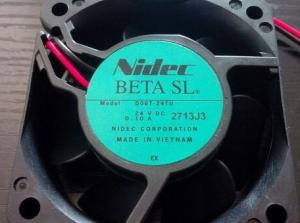 Nidec
BETA SL®
Model D06T-24TU
24 V DC
0.10 A 2713J3
NIDEC CORPORATION
MADE IN VIETNAM
EX